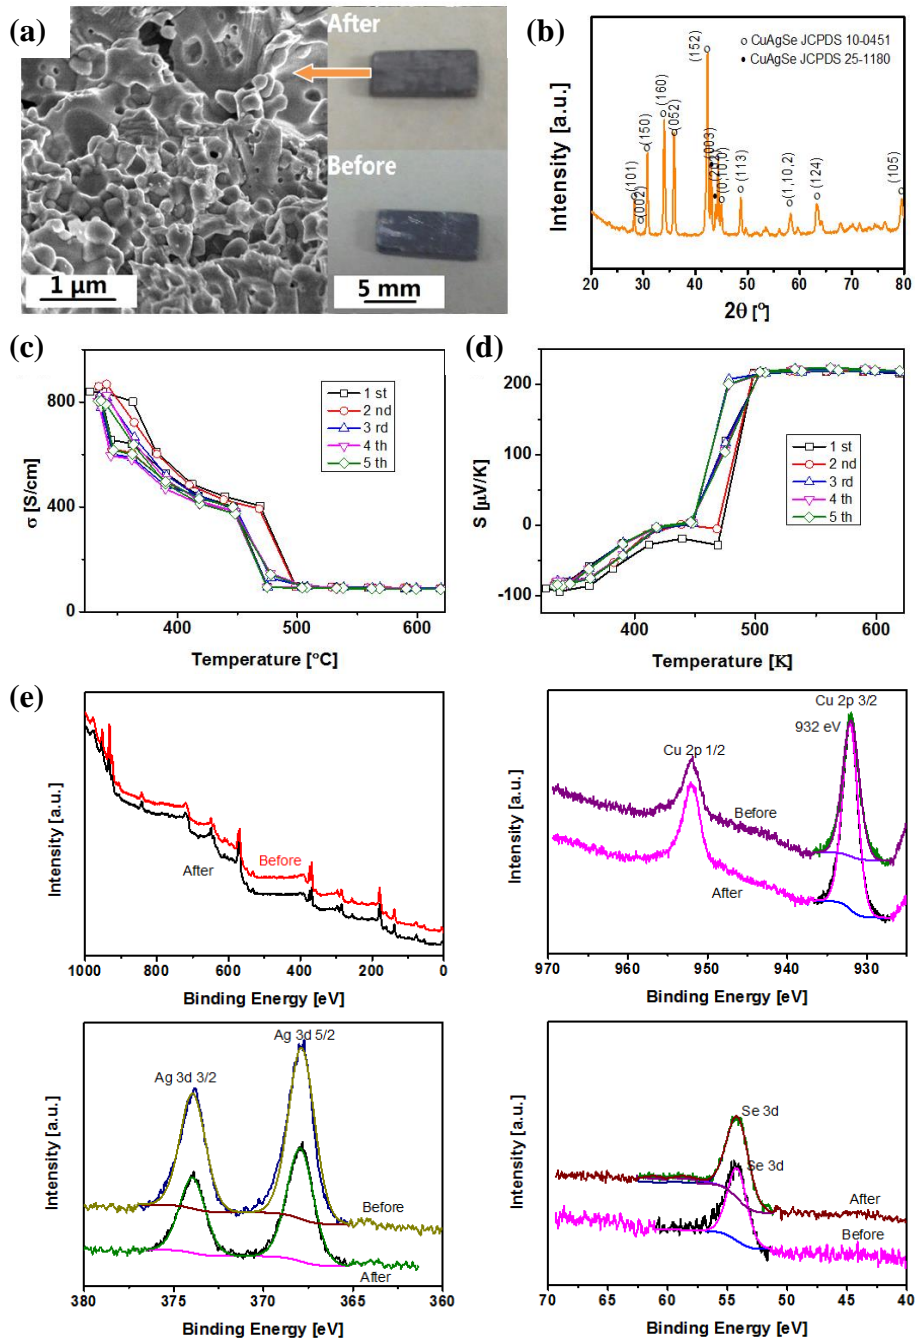 (a)
After
Before
1 μm
5 mm
(b)
Intensity [a.u.]
CuAgSe JCPDS 10-0451
CuAgSe JCPDS 25-1180
(101)
(002)
(150)
(160)
(052)
(152)
(003)
(0,10,0)
(113)
(1,10,2)
(124)
(105)
20 30 40 50 60 70 80
2θ [°]
(c)
σ [S/cm]
800
400
0
1 st
2 nd
3 rd
4 th
5 th
400 500 600
Temperature [°C]
(d)
S [μV/K]
200
100
0
-100
1 st
2 nd
3 rd
4 th
5 th
400 500 600
Temperature [K]
(e)
Intensity [a.u.]
Before
After
1000 800 600 400 200 0
Binding Energy [eV]
Intensity [a.u.]
Cu 2p 3/2
932 eV
Cu 2p 1/2
Before
After
970 960 950 940 930
Binding Energy [eV]
Intensity [a.u.]
Ag 3d 5/2
Ag 3d 3/2
Before
After
380 375 370 365 360
Binding Energy [eV]
Intensity [a.u.]
Se 3d
Se 3d
After
Before
70 65 60 55 50 45 40
Binding Energy [eV]